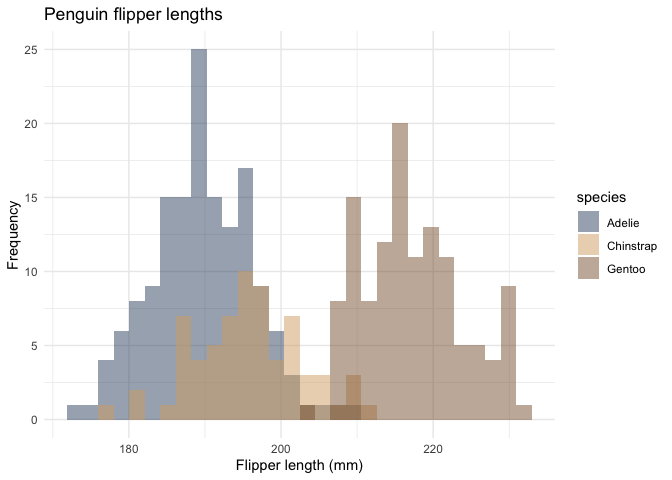 Penguin flipper lengths
25
20
15
10
5
0
Frequency
180
200
220
Flipper length (mm)
species
Adelie
Chinstrap
Gentoo